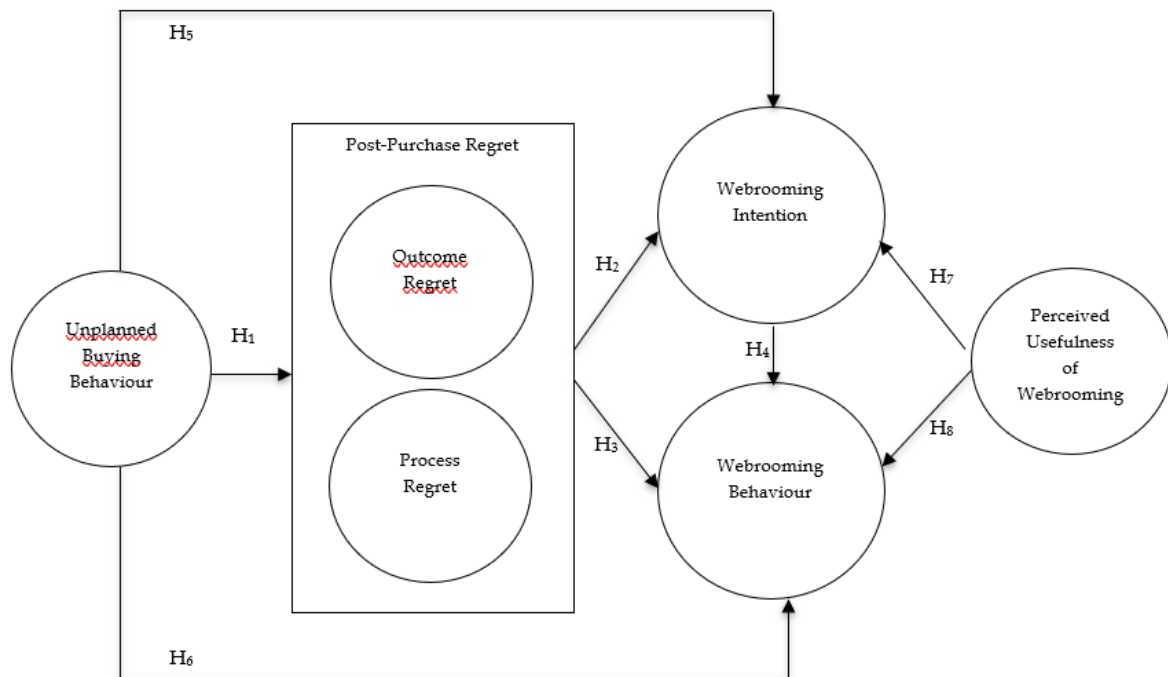 H₅
Post-Purchase Regret
Webrooming
Intention
Outcome
Regret
H₂
H₇
Unplanned
Buying
Behaviour
H₁
H₄
Perceived
Usefulness
of
Webrooming
H₃
H₈
Process
Regret
Webrooming
Behaviour
H₆